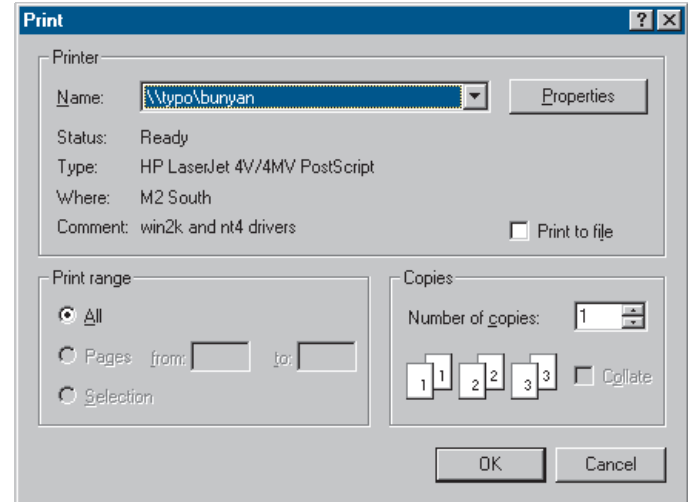 Print
Printer
Name: \\typo\bunyan Properties
Status: Ready
Type: HP LaserJet 4V/4MV PostScript
Where: M2 South
Comment: win2k and nt4 drivers Print to file
Print range
All
Pages from: to:
Selection
Copies
Number of copies: 1
1 1 2 2 3 3 Collate
OK Cancel